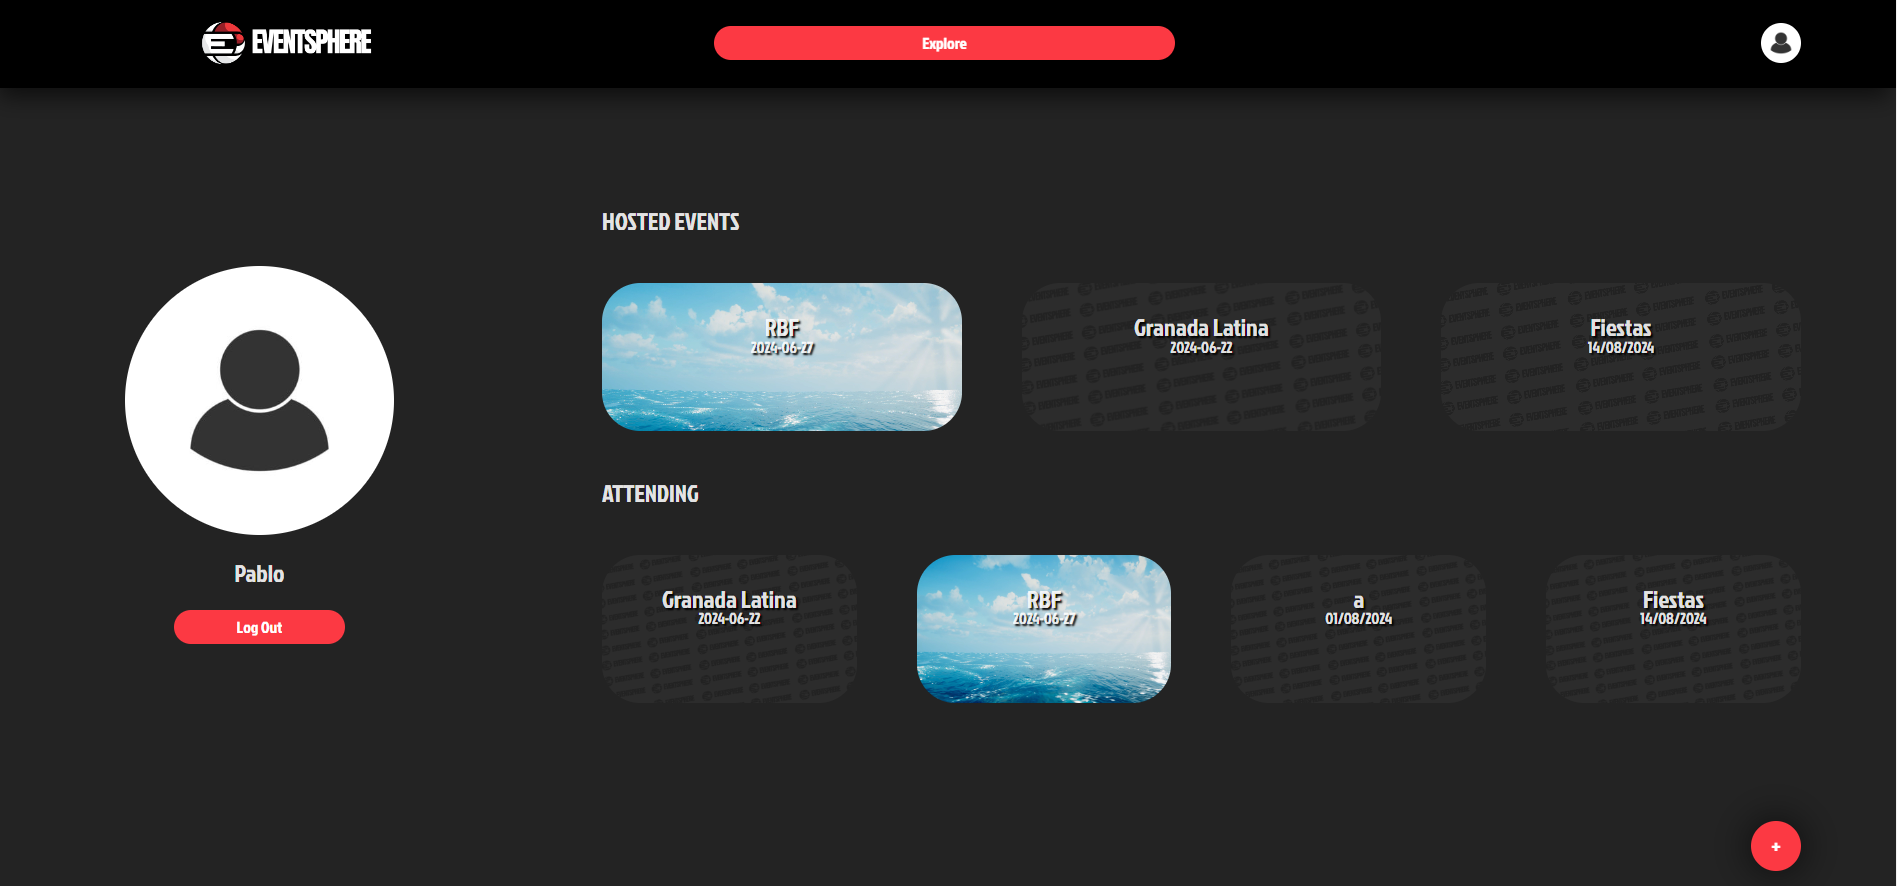 EVENTSPHERE
Explore
HOSTED EVENTS
RBF
2024-06-27
Granada Latina
2024-06-22
Fiestas
14/08/2024
Pablo
Log Out
ATTENDING
Granada Latina
2024-06-22
RBF
2024-06-27
a
01/08/2024
Fiestas
14/08/2024
+